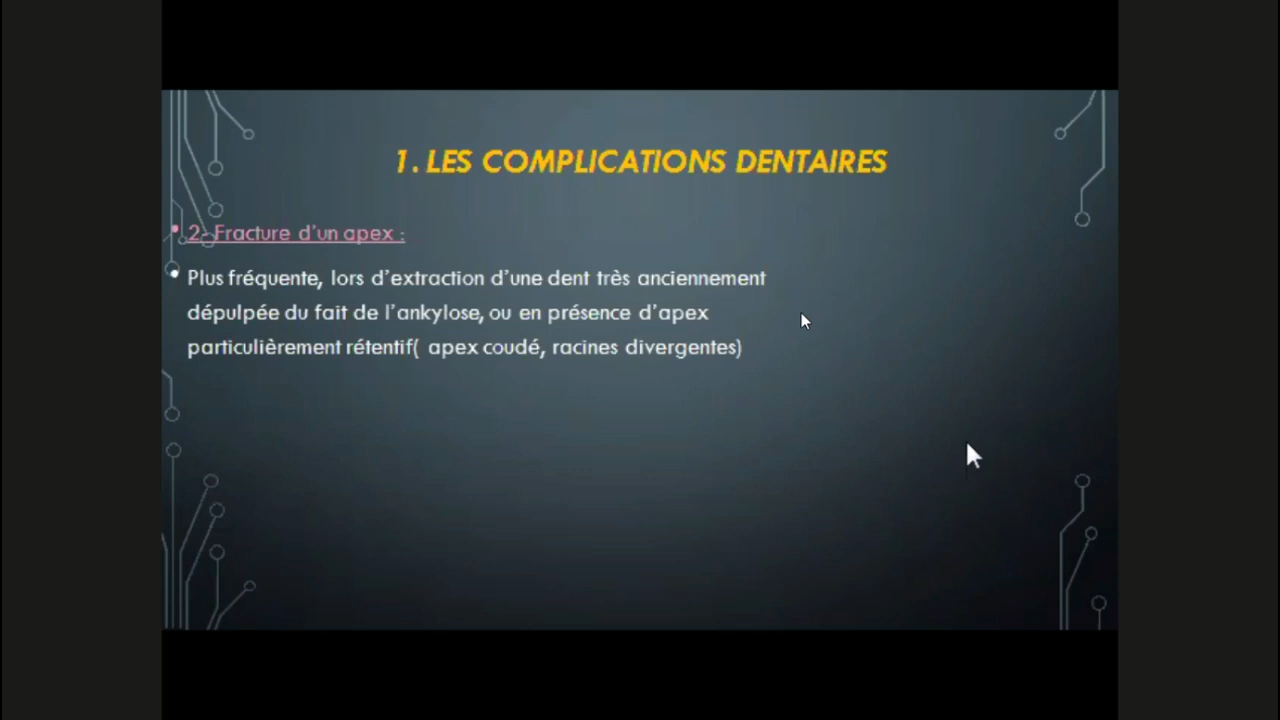 1. LES COMPLICATIONS DENTAIRES
• 2- Fracture d’un apex :
• Plus fréquente, lors d’extraction d’une dent très anciennement
dépulpée du fait de l’ankylose, ou en présence d’apex
particulièrement rétentif( apex coudé, racines divergentes)